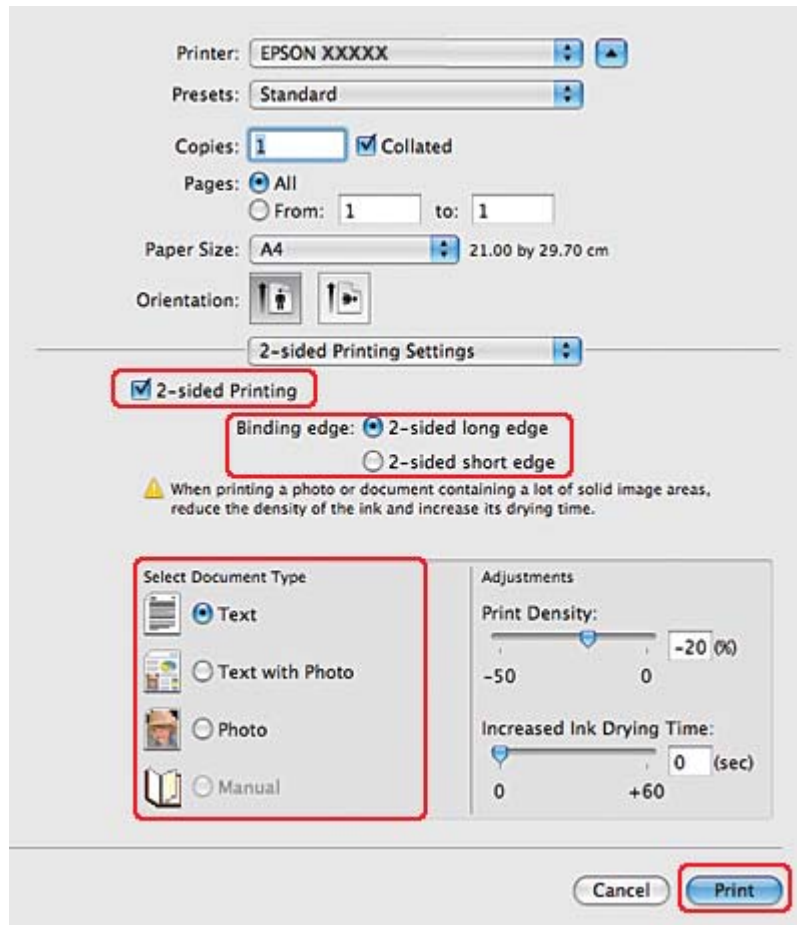 Printer: EPSON XXXXX
Presets: Standard
Copies: 1 Collated
Pages: All
From: 1 to: 1
Paper Size: A4 21.00 by 29.70 cm
Orientation:
2-sided Printing Settings
2-sided Printing
Binding edge: 2-sided long edge
2-sided short edge
When printing a photo or document containing a lot of solid image areas,
reduce the density of the ink and increase its drying time.
Select Document Type
Text
Text with Photo
Photo
Manual
Adjustments
Print Density:
-20 (%)
-50 0
Increased Ink Drying Time:
0 (sec)
0 +60
Cancel Print